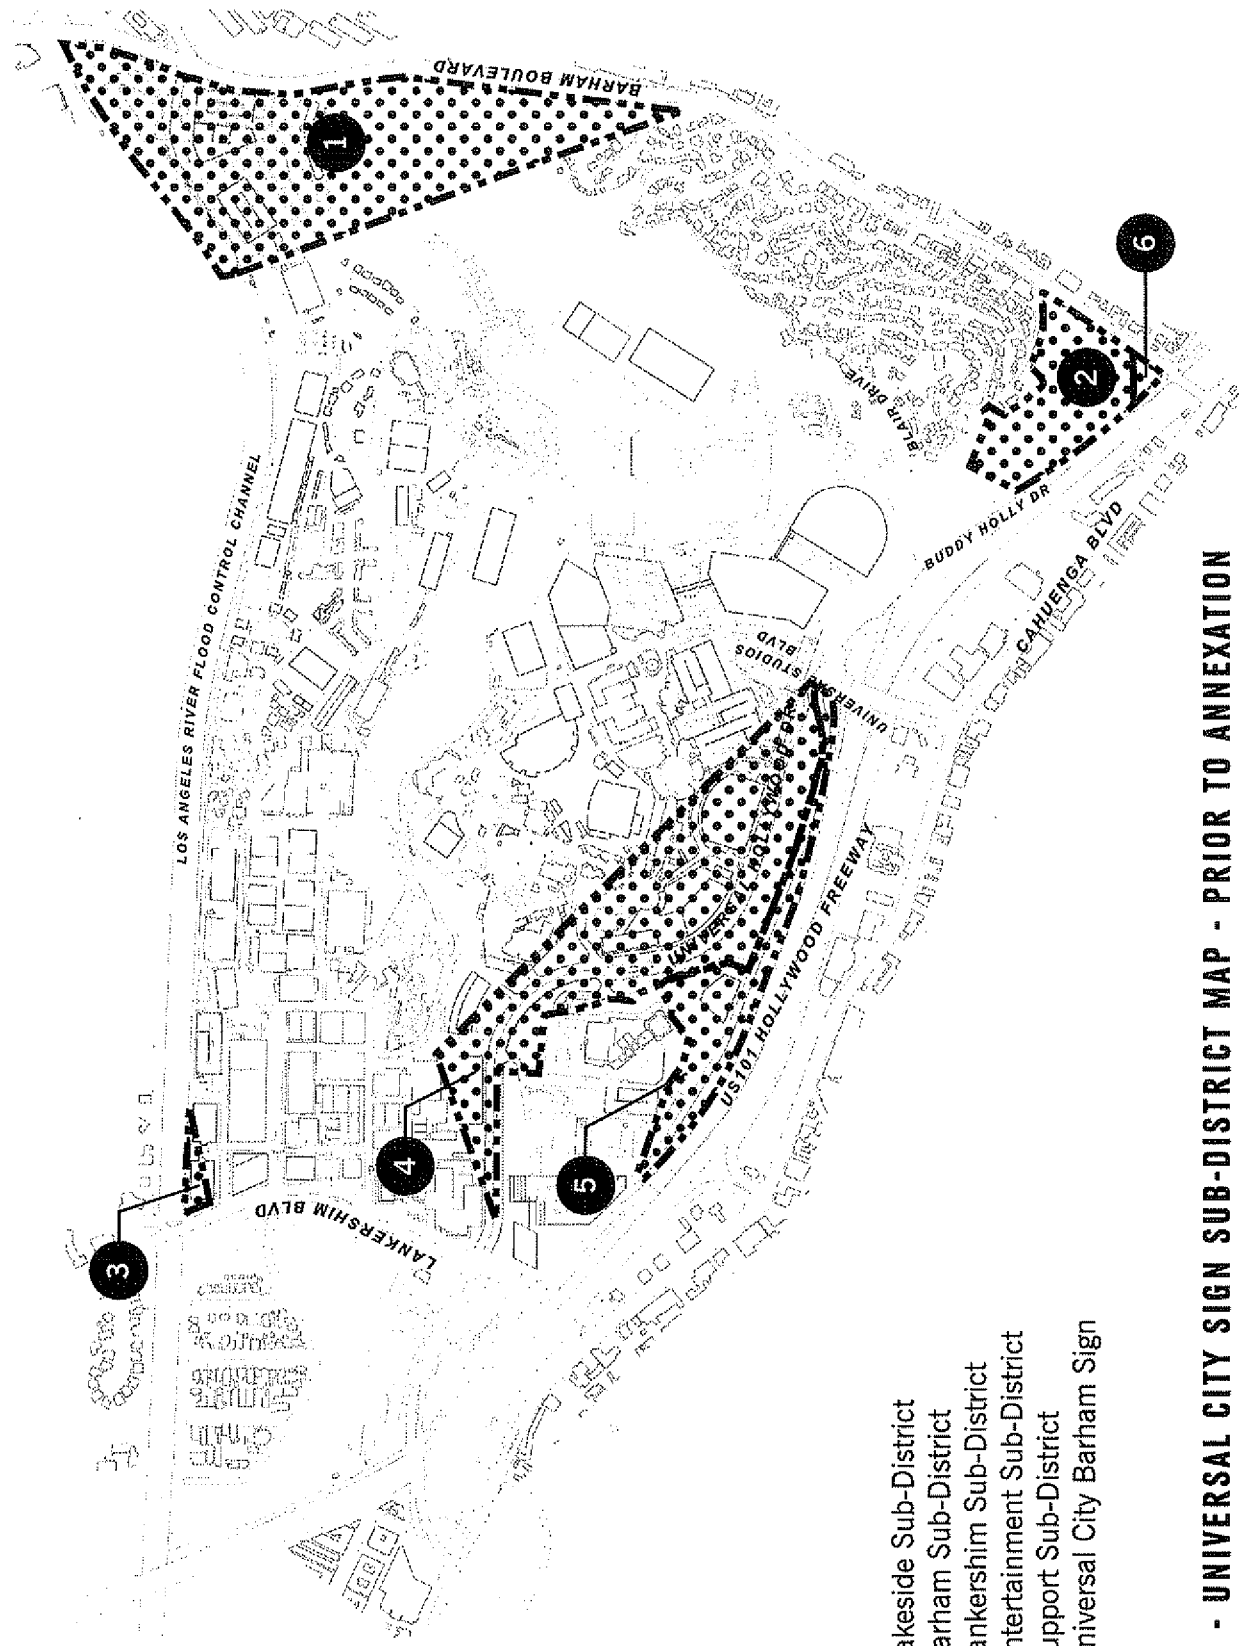 BARHAM BOULEVARD
1
LOS ANGELES RIVER FLOOD CONTROL CHANNEL
6
2
BLAIR DRIVE
BUDDY HOLLY DR
CAHUENGA BLVD
UNIVERSAL STUDIOS
BLVD
UNIVERSAL HOLLYWOOD DR
US101 HOLLYWOOD FREEWAY
4
5
3
LANKERSHIM BLVD
akeside Sub-District
arham Sub-District
ankershim Sub-District
ntertainment Sub-District
upport Sub-District
niversal City Barham Sign
- UNIVERSAL CITY SIGN SUB-DISTRICT MAP - PRIOR TO ANNEXATION